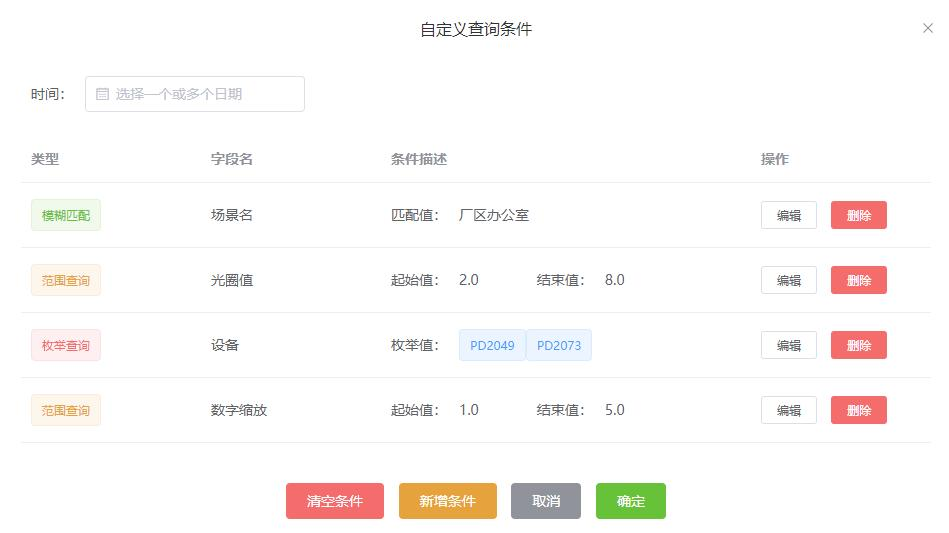 自定义查询条件
时间： 选择一个或多个日期
类型 字段名 条件描述 操作
模糊匹配 场景名 匹配值： 厂区办公室 编辑 删除
范围查询 光圈值 起始值： 2.0 结束值： 8.0 编辑 删除
枚举查询 设备 枚举值： PD2049 PD2073 编辑 删除
范围查询 数字缩放 起始值： 1.0 结束值： 5.0 编辑 删除
清空条件 新增条件 取消 确定